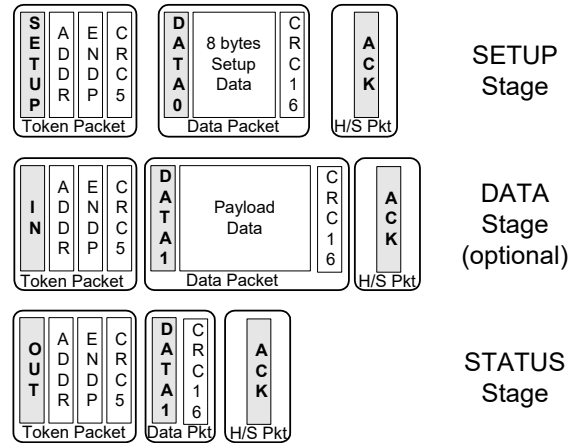 SETUP ADDR ENDP CRC5
Token Packet
DATA0 8 bytes Setup Data CRC16
Data Packet
ACK
H/S Pkt
SETUP
Stage
IN ADDR ENDP CRC5
Token Packet
DATA1 Payload Data CRC16
Data Packet
ACK
H/S Pkt
DATA
Stage
(optional)
OUT ADDR ENDP CRC5
Token Packet
DATA1 CRC16
Data Pkt
ACK
H/S Pkt
STATUS
Stage